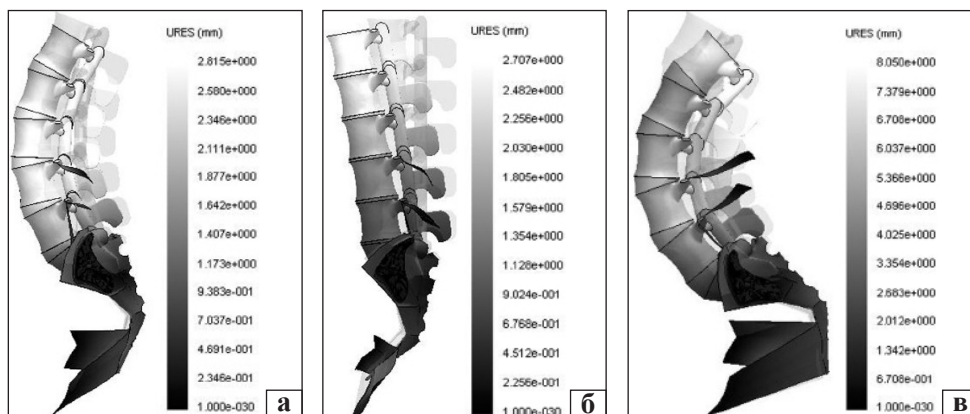 URES (mm)
2.815e+000
2.580e+000
2.346e+000
2.111e+000
1.877e+000
1.642e+000
1.407e+000
1.173e+000
9.383e-001
7.037e-001
4.691e-001
2.346e-001
1.000e-030
а
URES (mm)
2.707e+000
2.482e+000
2.256e+000
2.030e+000
1.805e+000
1.579e+000
1.354e+000
1.128e+000
9.024e-001
6.768e-001
4.512e-001
2.256e-001
1.000e-030
б
URES (mm)
8.050e+000
7.379e+000
6.708e+000
6.037e+000
5.366e+000
4.696e+000
4.025e+000
3.354e+000
2.683e+000
2.012e+000
1.342e+000
6.708e-001
1.000e-030
в